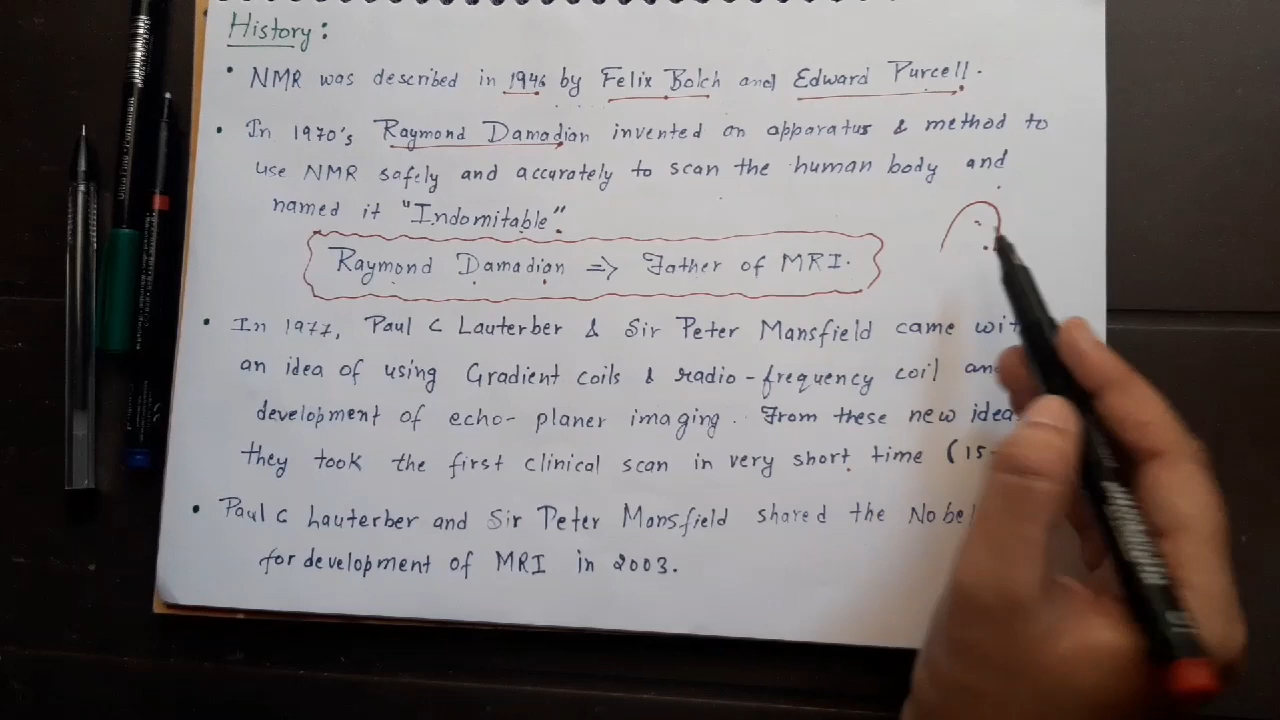 History:
• NMR was described in 1946 by Felix Bolch and Edward Purcell.
• In 1970's Raymond Damadian invented an apparatus & method to
use NMR safely and accurately to scan the human body and
named it "Indomitable".
Raymond Damadian => Father of MRI.
• In 1977, Paul C Lauterber & Sir Peter Mansfield came wit
an idea of using Gradient coils & radio-frequency coil an
development of echo-planer imaging. From these new idea
they took the first clinical scan in very short time (15-
• Paul C Lauterber and Sir Peter Mansfield shared the Nobel
for development of MRI in 2003.